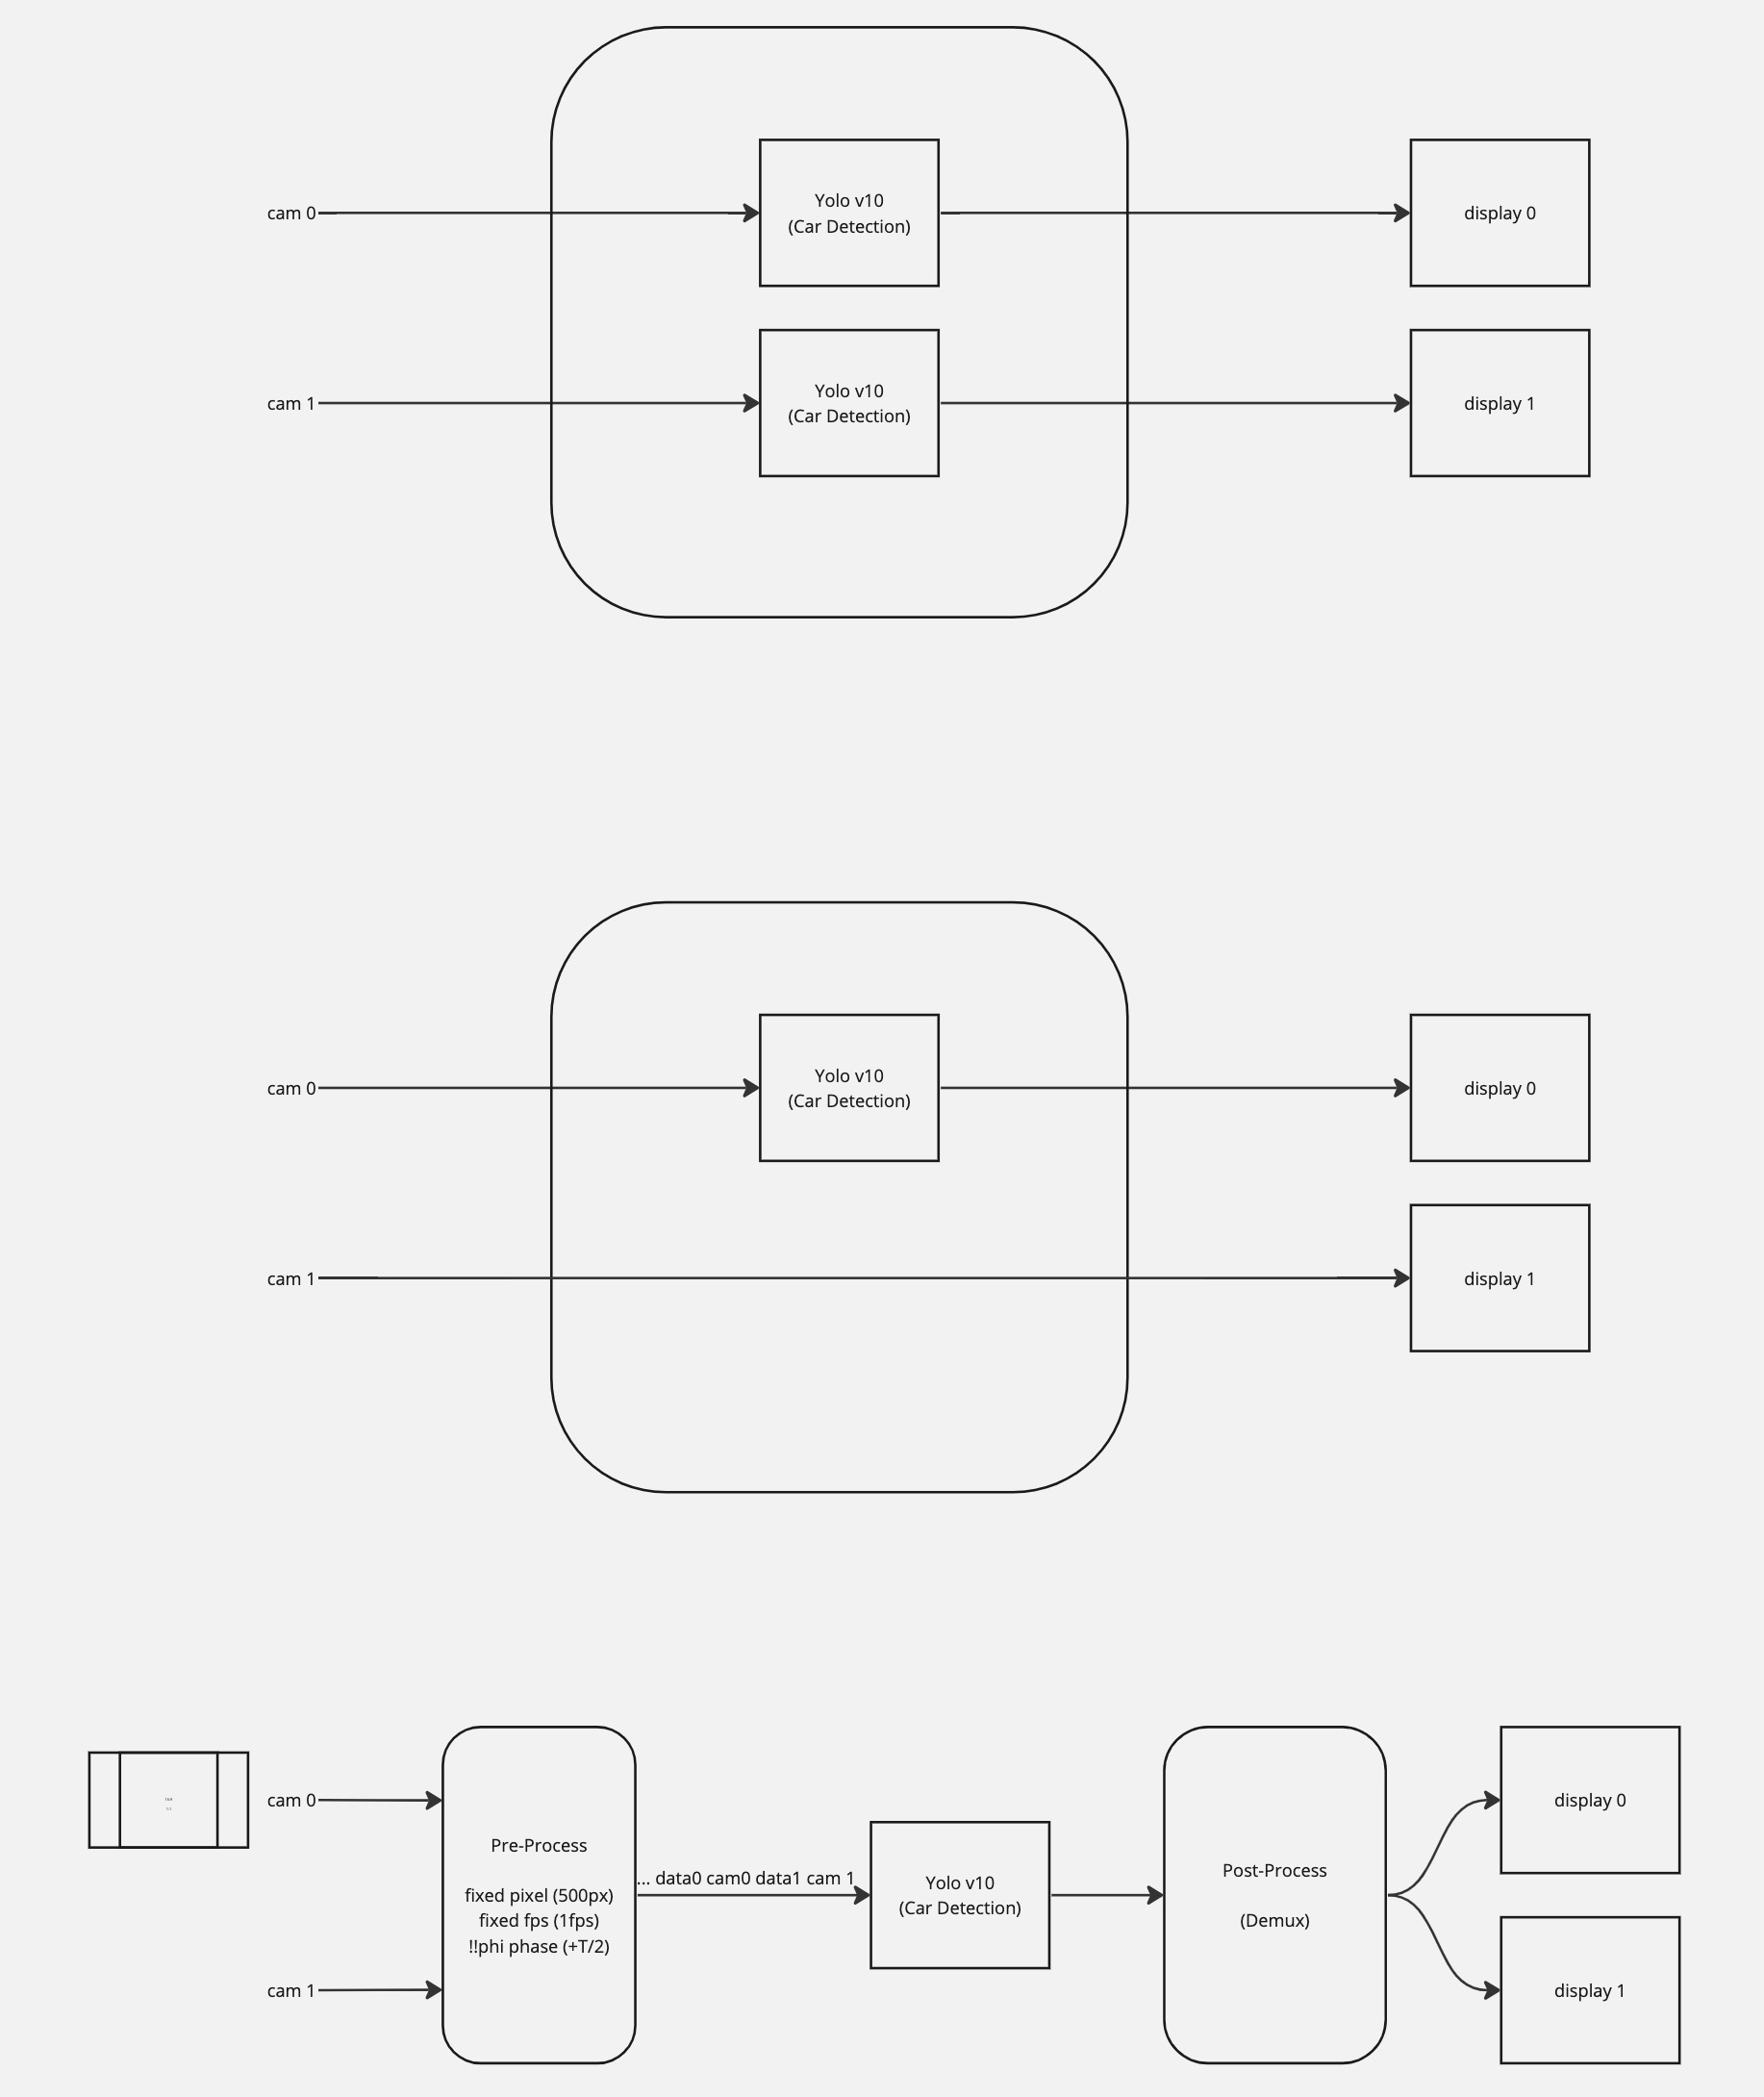 cam 0
Yolo v10
(Car Detection)
display 0
cam 1
Yolo v10
(Car Detection)
display 1
cam 0
Yolo v10
(Car Detection)
display 0
cam 1
display 1
cam 0
cam 1
Pre-Process
fixed pixel (500px)
fixed fps (1fps)
!!phi phase (+T/2)
... data0 cam0 data1 cam 1
Yolo v10
(Car Detection)
Post-Process
(Demux)
display 0
display 1